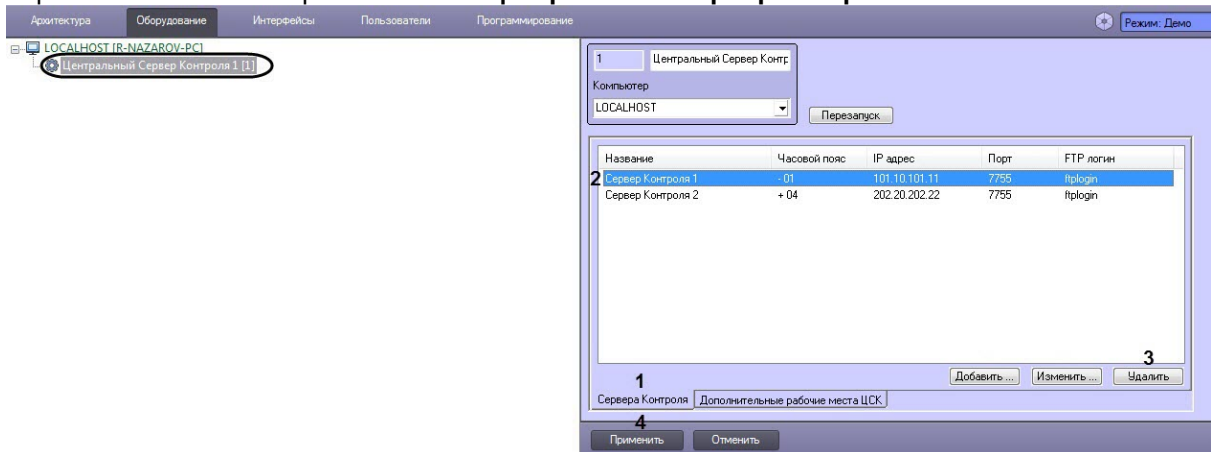 Архитектура Оборудование Интерфейсы Пользователи Программирование Режим: Демо
LOCALHOST [R-NAZAROV-PC]
Центральный Сервер Контроля 1 [1]
1 Центральный Сервер Контр
Компьютер
LOCALHOST
Перезапуск
Название Часовой пояс IP адрес Порт FTP логин
2 Сервер Контроля 1 - 01 101.10.101.11 7755 ftplogin
Сервер Контроля 2 + 04 202.20.202.22 7755 ftplogin
3
Добавить ... Изменить ... Удалить
1
Сервера Контроля Дополнительные рабочие места ЦСК
4
Применить Отменить